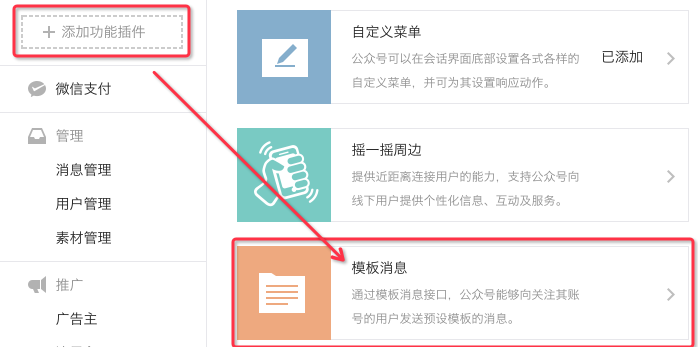 添加功能插件
微信支付
管理
消息管理
用户管理
素材管理
推广
广告主
自定义菜单
公众号可以在会话界面底部设置各式各样的
自定义菜单，并可为其设置响应动作。
已添加
摇一摇周边
提供近距离连接用户的能力，支持公众号向
线下用户提供个性化信息、互动及服务。
模板消息
通过模板消息接口，公众号能够向关注其账
号的用户发送预设模板的消息。